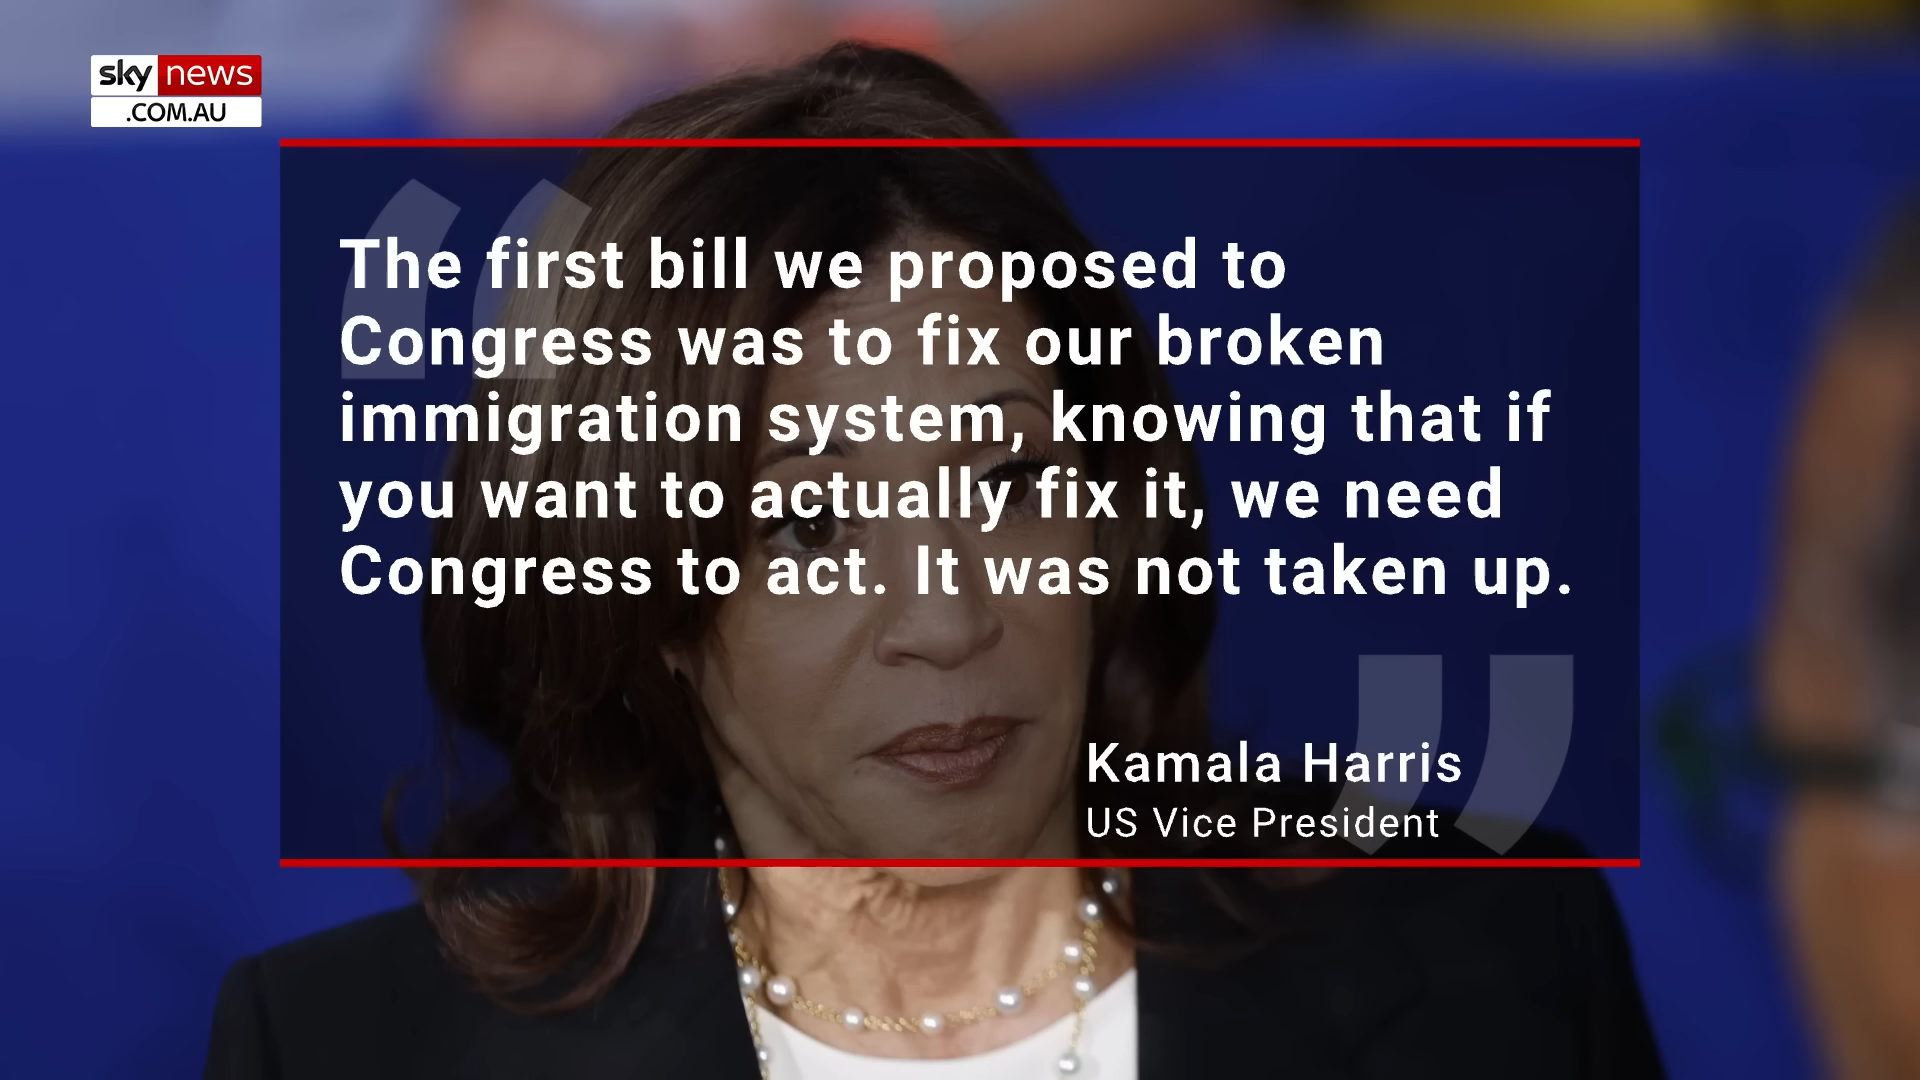 sky news
.COM.AU
The first bill we proposed to
Congress was to fix our broken
immigration system, knowing that if
you want to actually fix it, we need
Congress to act. It was not taken up.
Kamala Harris
US Vice President